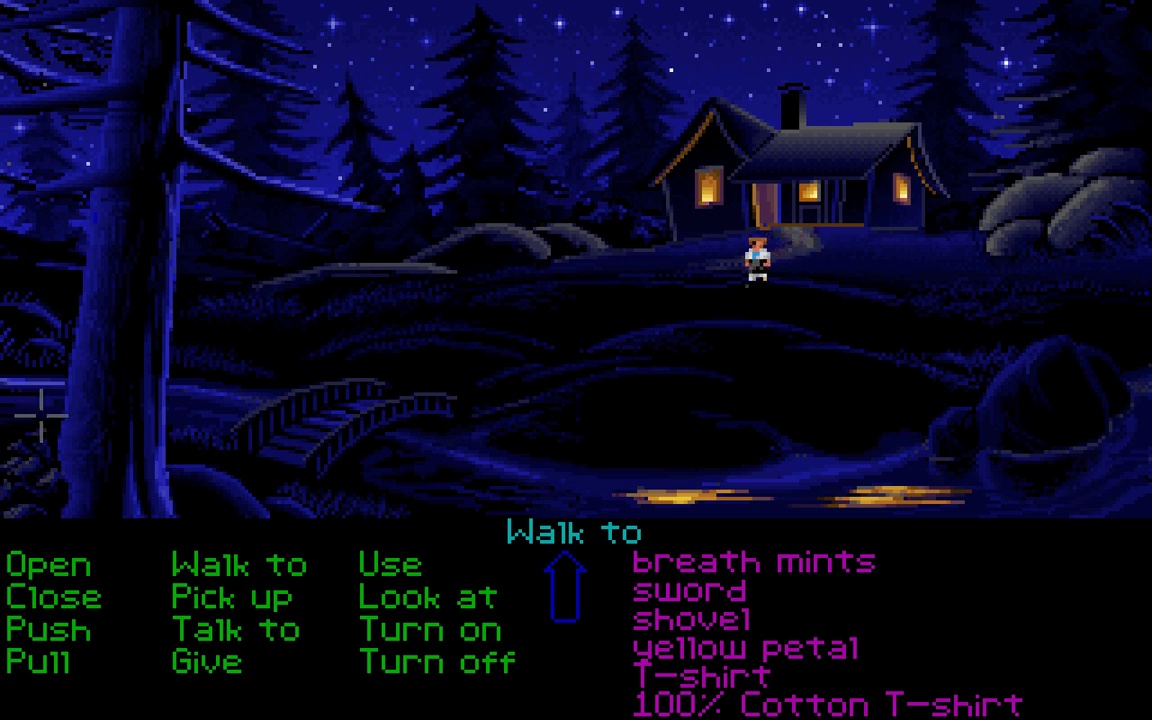 Walk to
Open Walk to Use
Close Pick up Look at
Push Talk to Turn on
Pull Give Turn off
breath mints
sword
shovel
yellow petal
T-shirt
100% Cotton T-shirt